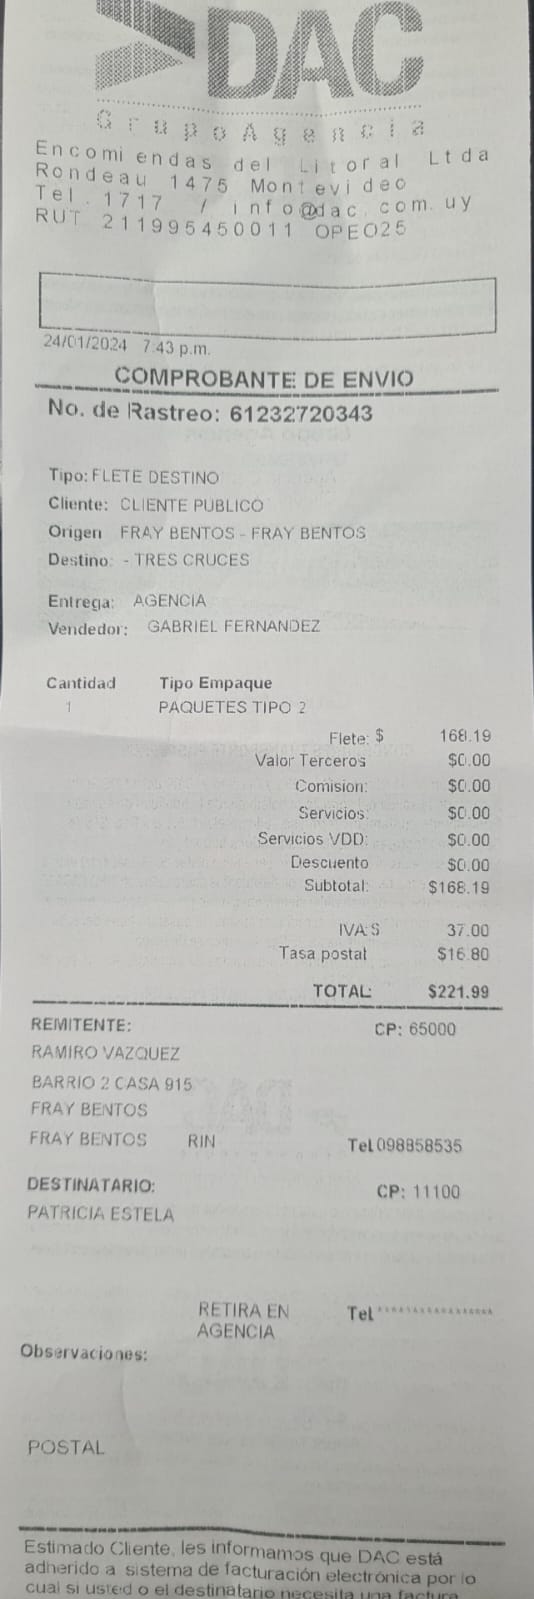 DAC
GrupoAgencia
Encomiendas del Litoral Ltda
Rondeau 1475 Montevideo
Tel. 1717 / info@dac.com.uy
RUT 211995450011 OPE025
24/01/2024 7:43 p.m.
COMPROBANTE DE ENVIO
No. de Rastreo: 61232720343
Tipo: FLETE DESTINO
Cliente: CLIENTE PUBLICO
Origen FRAY BENTOS - FRAY BENTOS
Destino: - TRES CRUCES
Entrega: AGENCIA
Vendedor: GABRIEL FERNANDEZ
Cantidad Tipo Empaque
1 PAQUETES TIPO 2
Flete: $ 168.19
Valor Terceros $0.00
Comision: $0.00
Servicios: $0.00
Servicios VDD: $0.00
Descuento $0.00
Subtotal: $168.19
IVA:$ 37.00
Tasa postal $16.80
TOTAL: $221.99
REMITENTE: CP: 65000
RAMIRO VAZQUEZ
BARRIO 2 CASA 915
FRAY BENTOS
FRAY BENTOS RIN Tel.098858535
DESTINATARIO: CP: 11100
PATRICIA ESTELA
RETIRA EN Tel.*****************
AGENCIA
Observaciones:
POSTAL
Estimado Cliente, les informamos que DAC está
adherido a sistema de facturación electrónica por lo
cual si usted o el destinatario necesita una factura